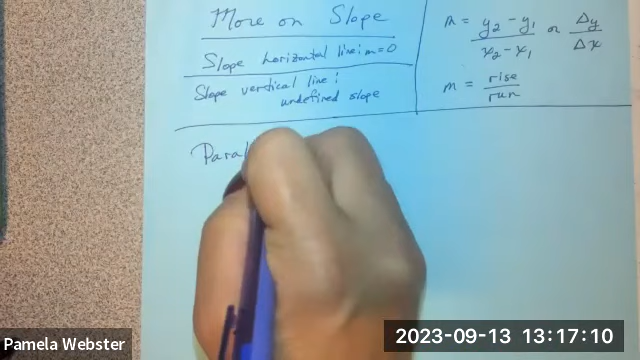 More on Slope
Slope horizontal line: m=0
Slope vertical line:
undefined slope
m = y2 - y1 / x2 - x1 or Δy / Δx
m = rise / run
Paral
Pamela Webster
2023-09-13 13:17:10